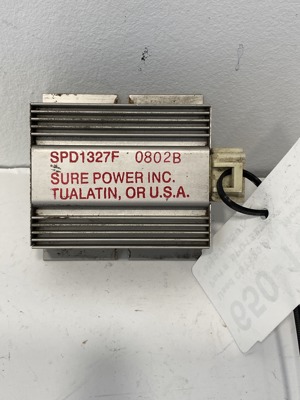 SPD1327F 0802B
SURE POWER INC.
TUALATIN, OR U.S.A.